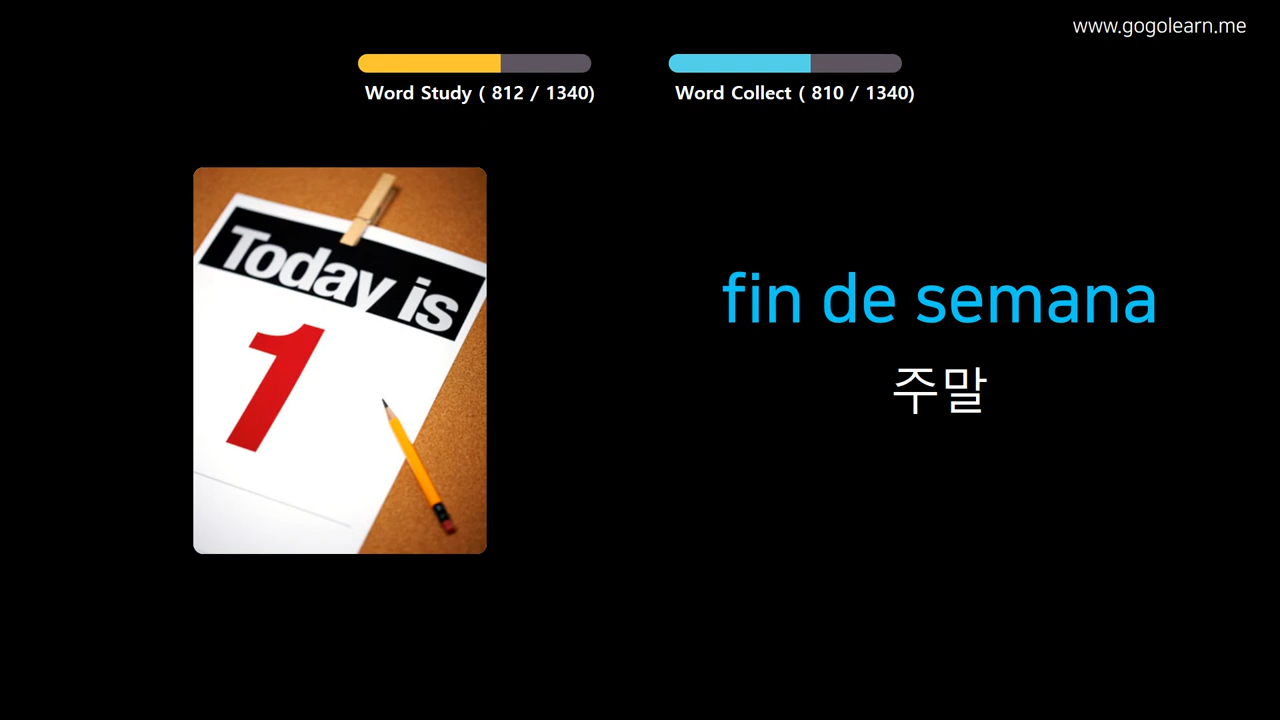 www.gogolearn.me
Word Study ( 812 / 1340)
Word Collect ( 810 / 1340)
Today is
1
fin de semana
주말